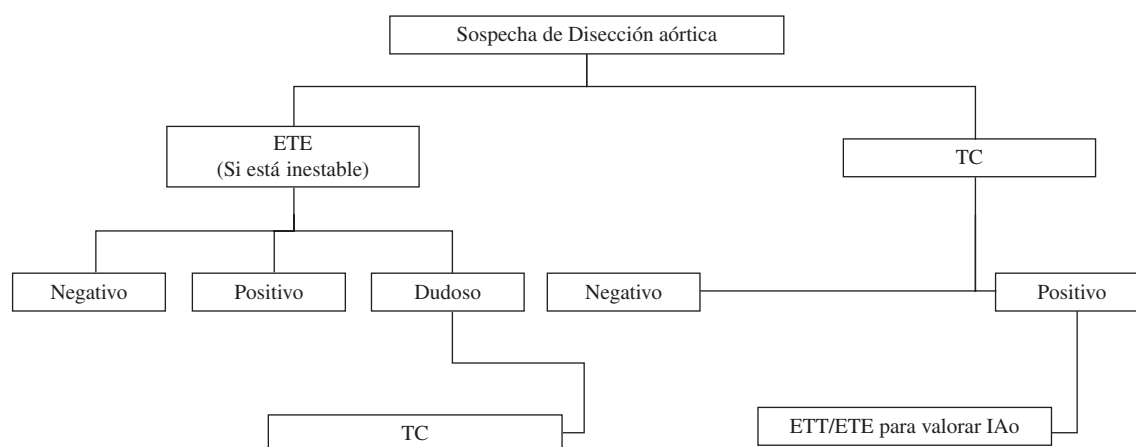 Sospecha de Disección aórtica
ETE
(Si está inestable)
TC
Negativo
Positivo
Dudoso
Negativo
Positivo
TC
ETT/ETE para valorar IAo